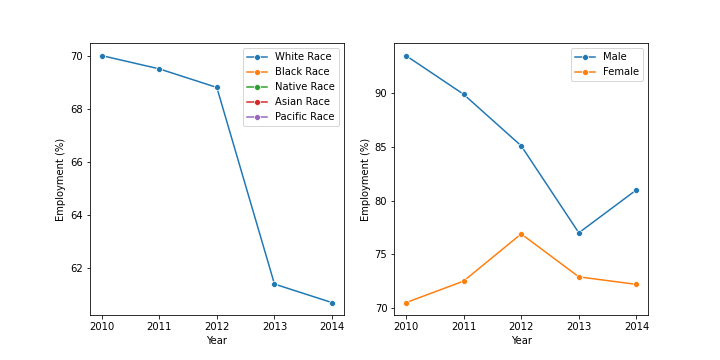 White Race
Black Race
Native Race
Asian Race
Pacific Race
70
68
66
64
62
Employment (%)
2010 2011 2012 2013 2014
Year
Male
Female
90
85
80
75
70
Employment (%)
2010 2011 2012 2013 2014
Year